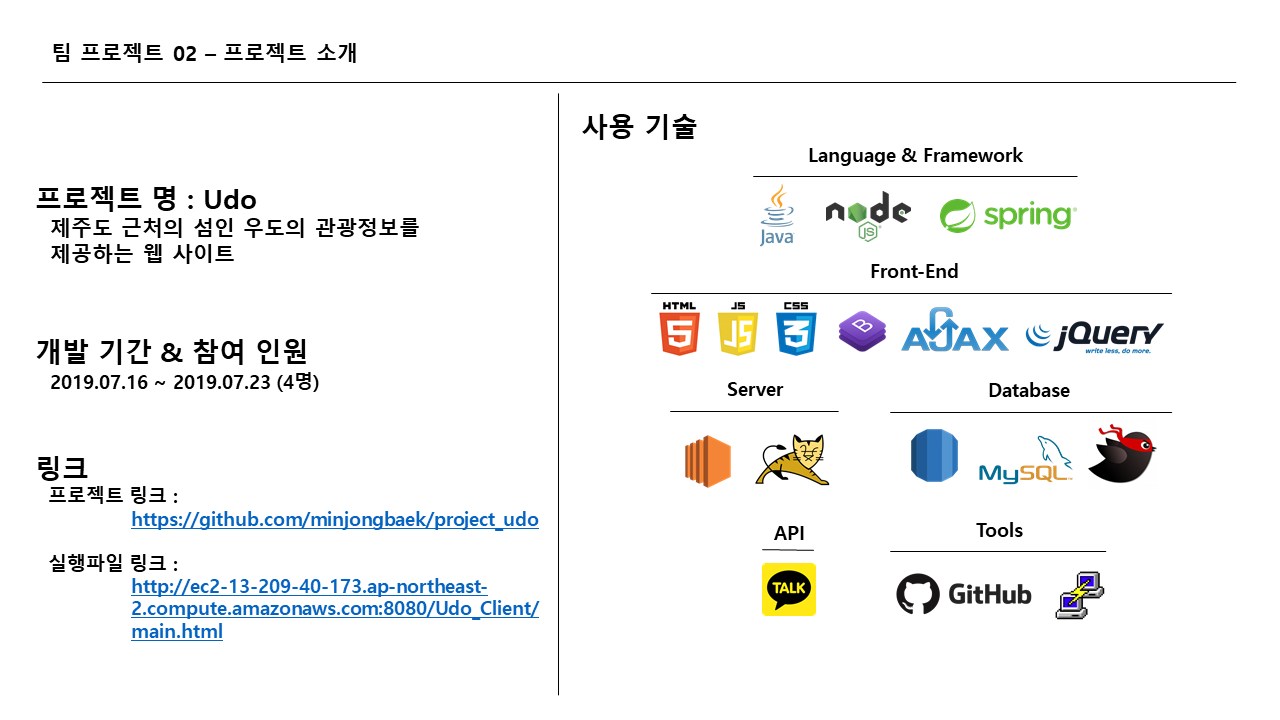 팀 프로젝트 02 – 프로젝트 소개
프로젝트 명 : Udo
제주도 근처의 섬인 우도의 관광정보를
제공하는 웹 사이트
개발 기간 & 참여 인원
2019.07.16 ~ 2019.07.23 (4명)
링크
프로젝트 링크 :
https://github.com/minjongbaek/project_udo
실행파일 링크 :
http://ec2-13-209-40-173.ap-northeast-
2.compute.amazonaws.com:8080/Udo_Client/
main.html
사용 기술
Language & Framework
Java
node
JS
spring
Front-End
HTML
5
JS
JS
CSS
3
B
AJAX
jQuery
write less, do more.
Server
Database
MySQL
API
TALK
Tools
GitHub